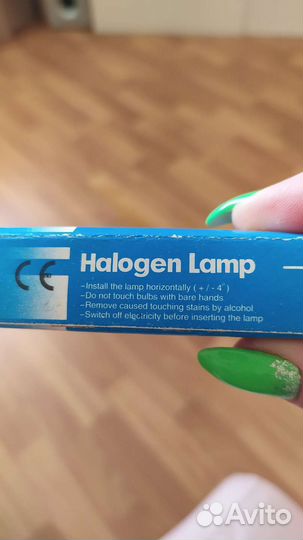 CE
Halogen Lamp
-Install the lamp horizontally ( + / - 4°)
-Do not touch bulbs with bare hands
-Remove caused touching stains by alcohol
-Switch off electricity before inserting the lamp
Avito